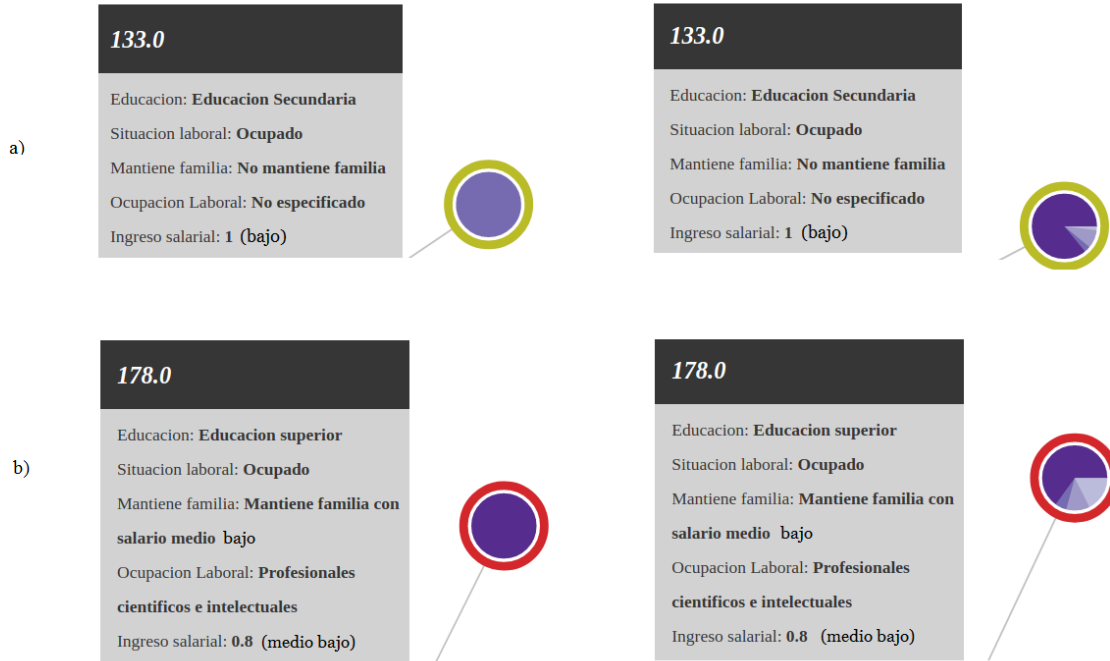 133.0
Educacion: Educacion Secundaria
Situacion laboral: Ocupado
Mantiene familia: No mantiene familia
Ocupacion Laboral: No especificado
Ingreso salarial: 1 (bajo)
133.0
Educacion: Educacion Secundaria
Situacion laboral: Ocupado
Mantiene familia: No mantiene familia
Ocupacion Laboral: No especificado
Ingreso salarial: 1 (bajo)
a)
178.0
Educacion: Educacion superior
Situacion laboral: Ocupado
Mantiene familia: Mantiene familia con
salario medio bajo
Ocupacion Laboral: Profesionales
cientificos e intelectuales
Ingreso salarial: 0.8 (medio bajo)
178.0
Educacion: Educacion superior
Situacion laboral: Ocupado
Mantiene familia: Mantiene familia con
salario medio bajo
Ocupacion Laboral: Profesionales
cientificos e intelectuales
Ingreso salarial: 0.8 (medio bajo)
b)